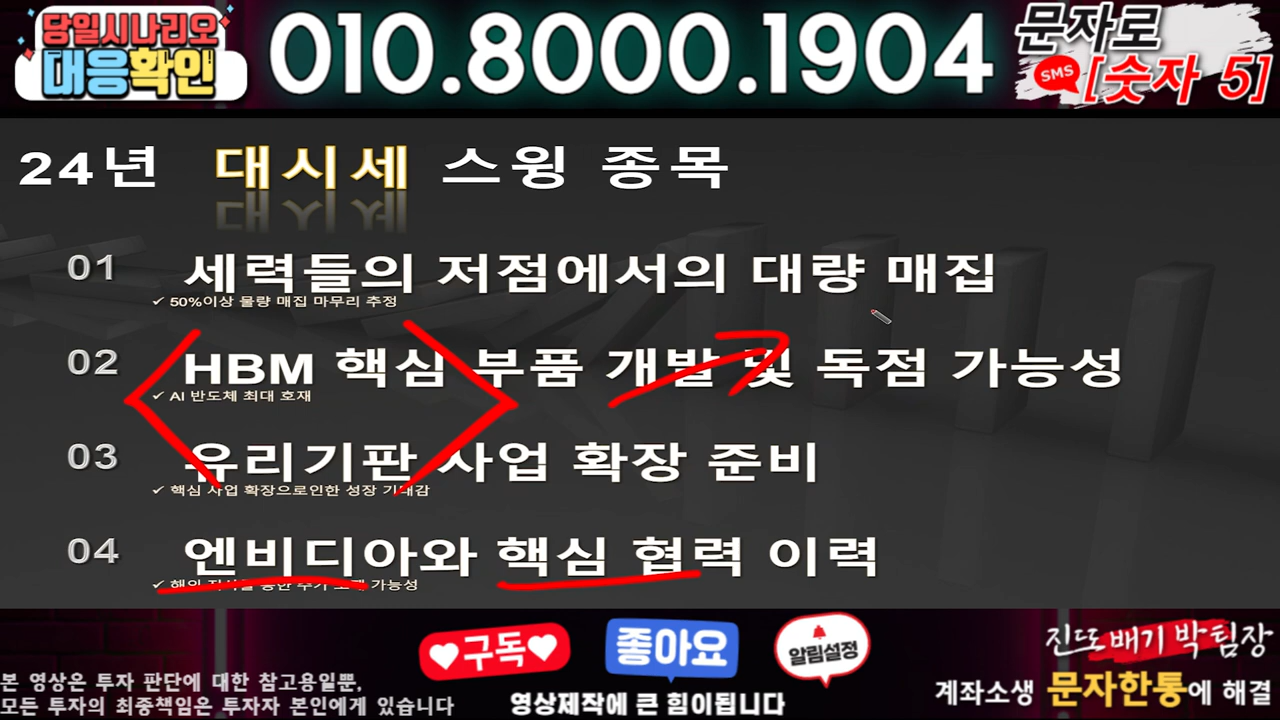 당일시나리오
대응확인
010.8000.1904
문자로
SMS
[숫자 5]
24년 대시세 스윙 종목
01 세력들의 저점에서의 대량 매집
✓ 50%이상 물량 매집 마무리 추정
02 HBM 핵심 부품 개발 및 독점 가능성
✓ AI 반도체 최대 호재
03 유리기판 사업 확장 준비
✓ 핵심 사업 확장으로인한 성장 기대감
04 엔비디아와 핵심 협력 이력
가능성
구독
좋아요
알림설정
영상제작에 큰 힘이됩니다
본 영상은 투자 판단에 대한 참고용일뿐,
모든 투자의 최종책임은 투자자 본인에게 있습니다
진또배기 박팀장
계좌소생 문자한통에 해결